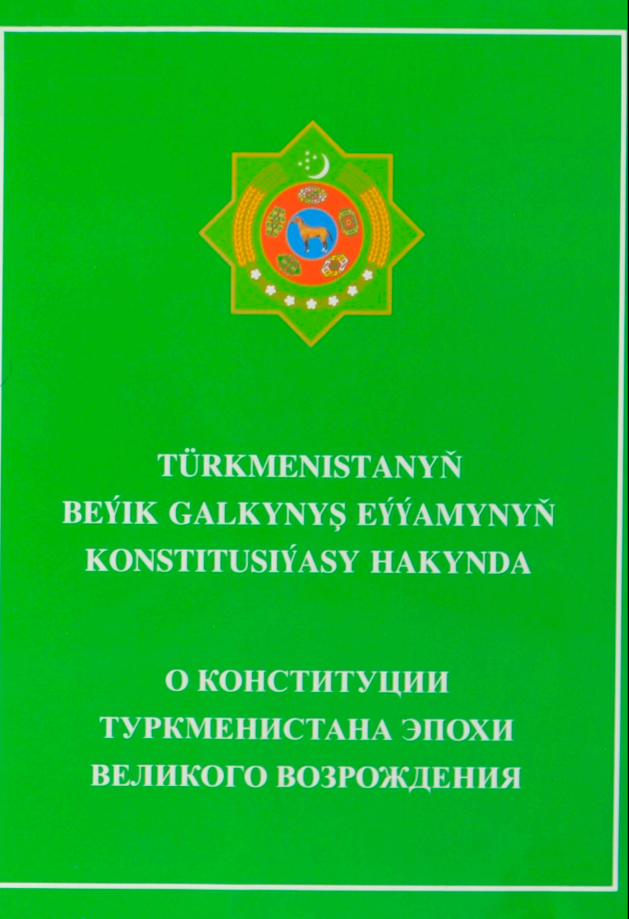 TÜRKMENISTANYŇ
BEÝIK GALKYNYŞ EÝÝAMYNYŇ
KONSTITUSIÝASY HAKYNDA
О КОНСТИТУЦИИ
ТУРКМЕНИСТАНА ЭПОХИ
ВЕЛИКОГО ВОЗРОЖДЕНИЯ